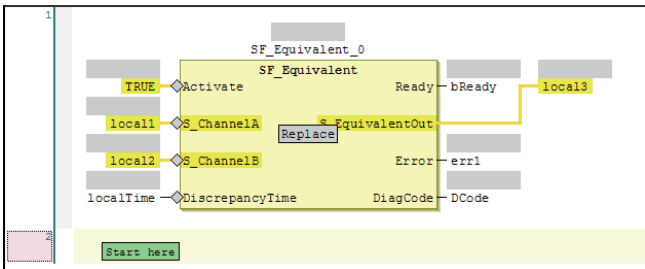 1
SF_Equivalent_0
SF_Equivalent
TRUE Activate Ready bReady local3
local1 S_ChannelA S_EquivalentOut
Replace
local2 S_ChannelB Error err1
localTime DiscrepancyTime DiagCode DCode
2
Start here